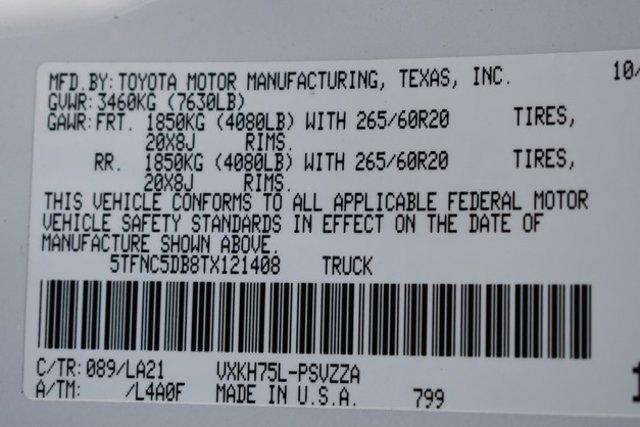 MFD.BY: TOYOTA MOTOR MANUFACTURING, TEXAS, INC. 10/
GVWR: 3460KG (7630LB)
GAWR: FRT. 1850KG (4080LB) WITH 265/60R20 TIRES,
20X8J RIMS.
RR. 1850KG (4080LB) WITH 265/60R20 TIRES,
20X8J RIMS.
THIS VEHICLE CONFORMS TO ALL APPLICABLE FEDERAL MOTOR
VEHICLE SAFETY STANDARDS IN EFFECT ON THE DATE OF
MANUFACTURE SHOWN ABOVE.
5TFNC5DB8TX121408 TRUCK
C/TR: 089/LA21 VXKH75L-PSVZZA
A/TM: /L4A0F MADE IN U.S.A. 799